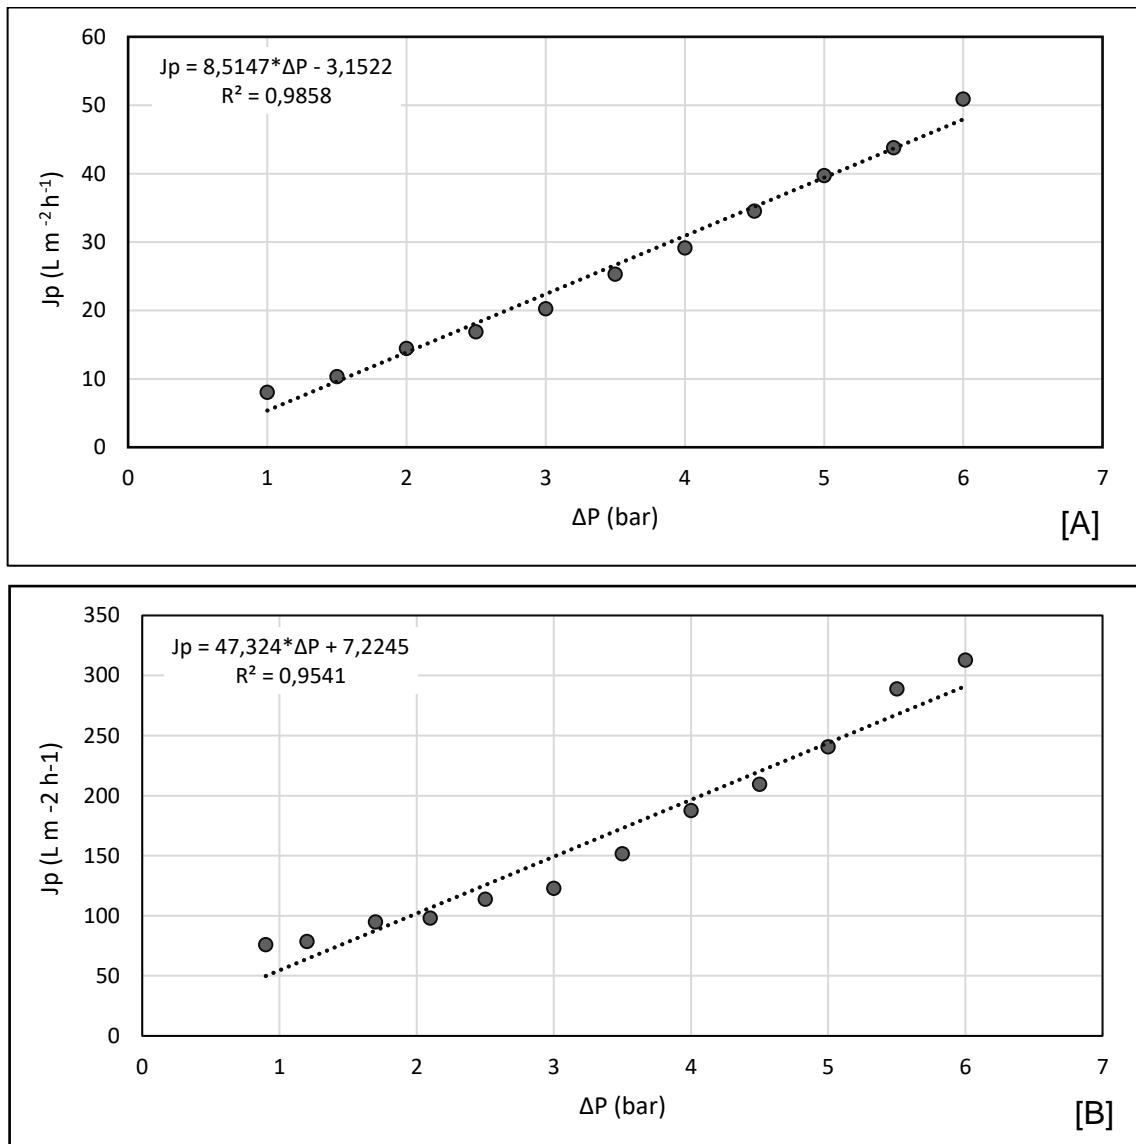 Jp = 8,5147*ΔP - 3,1522
R² = 0,9858
60
50
40
30
20
10
0
Jp (L m ⁻² h⁻¹)
0 1 2 3 4 5 6 7
ΔP (bar)
[A]
Jp = 47,324*ΔP + 7,2245
R² = 0,9541
350
300
250
200
150
100
50
0
Jp (L m -2 h-1)
0 1 2 3 4 5 6 7
ΔP (bar)
[B]